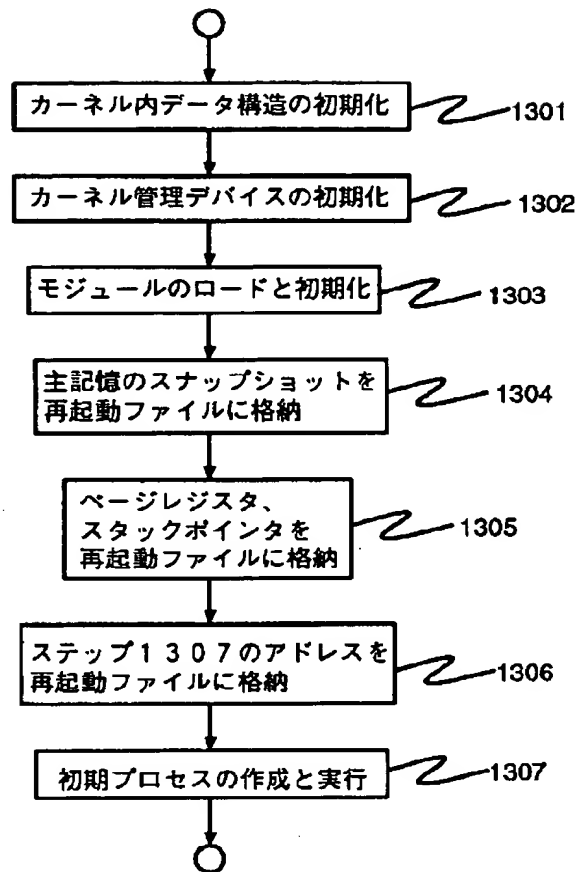 カーネル内データ構造の初期化
1301
カーネル管理デバイスの初期化
1302
モジュールのロードと初期化
1303
主記憶のスナップショットを
再起動ファイルに格納
1304
ページレジスタ、
スタックポインタを
再起動ファイルに格納
1305
ステップ1307のアドレスを
再起動ファイルに格納
1306
初期プロセスの作成と実行
1307